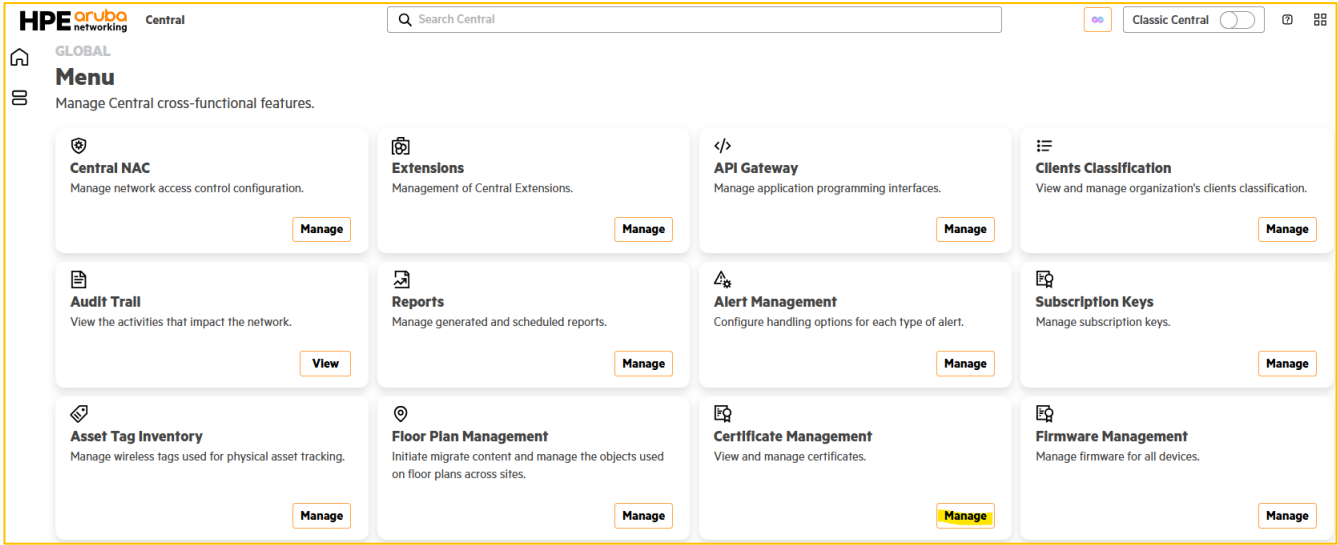 HPE aruba networking Central Search Central Classic Central
GLOBAL
Menu
Manage Central cross-functional features.
Central NAC
Manage network access control configuration.
Manage
Extensions
Management of Central Extensions.
Manage
API Gateway
Manage application programming interfaces.
Manage
Clients Classification
View and manage organization's clients classification.
Manage
Audit Trail
View the activities that impact the network.
View
Reports
Manage generated and scheduled reports.
Manage
Alert Management
Configure handling options for each type of alert.
Manage
Subscription Keys
Manage subscription keys.
Manage
Asset Tag Inventory
Manage wireless tags used for physical asset tracking.
Manage
Floor Plan Management
Initiate migrate content and manage the objects used
on floor plans across sites.
Manage
Certificate Management
View and manage certificates.
Manage
Firmware Management
Manage firmware for all devices.
Manage